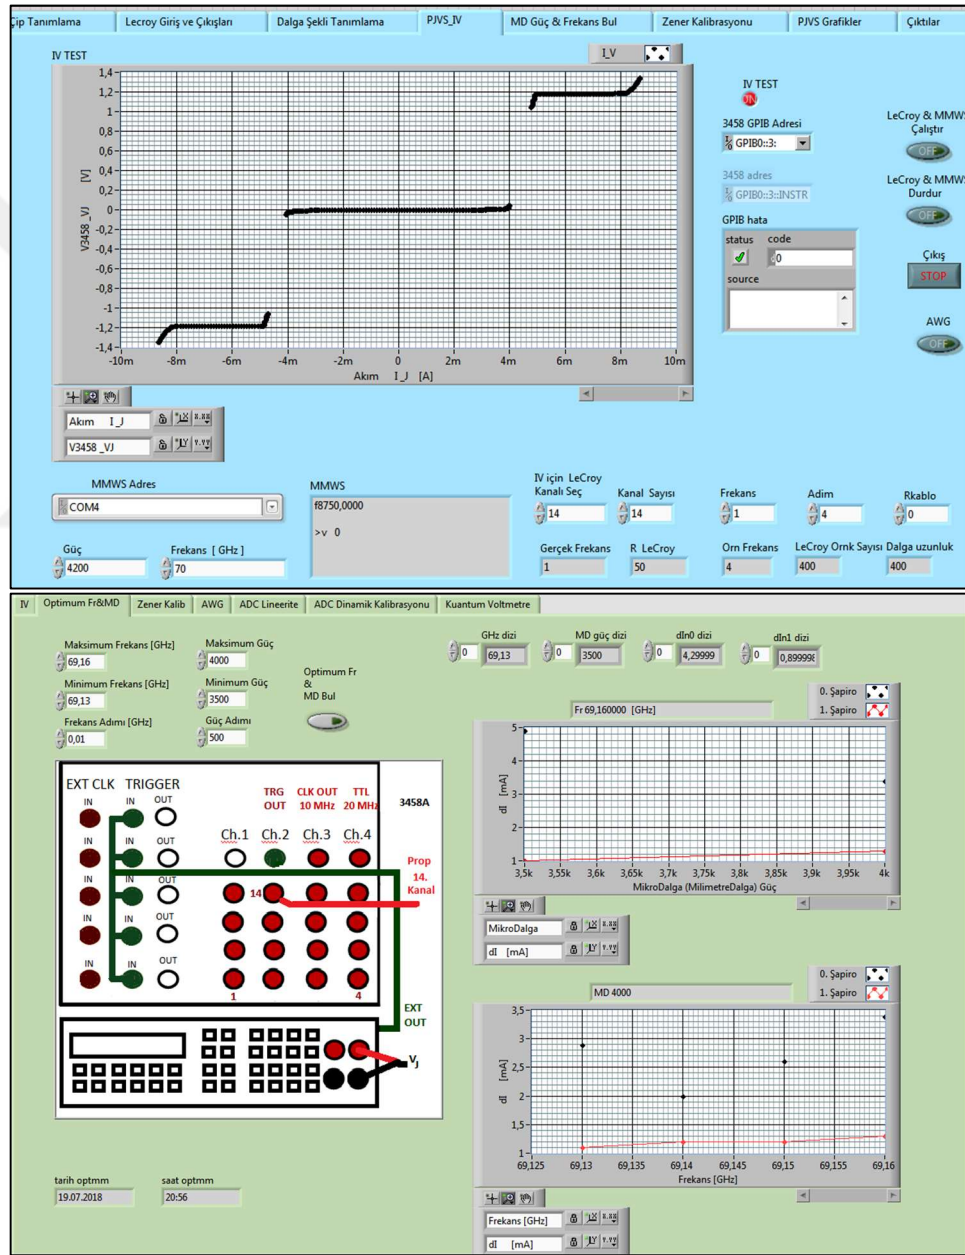 Çip Tanımlama Lecroy Giriş ve Çıkışları Dalga Şekli Tanımlama PJVS_IV MD Güç & Frekans Bul Zener Kalibrasyonu PJVS Grafikler Çıktılar
IV TEST
I_V
1,4
1,2
1
0,8
0,6
0,4
0,2
0
-0,2
-0,4
-0,6
-0,8
-1
-1,2
-1,4
V3458 _VJ [V]
-10m -8m -6m -4m -2m 0 2m 4m 6m 8m 10m
Akım I_J [A]
Akım I_J
V3458 _VJ
IV TEST
ON
3458 GPIB Adresi
GPIB0::3:
3458 adres
GPIB0::3::INSTR
GPIB hata
status code
0
source
LeCroy & MMWS
Çalıştır
OFF
LeCroy & MMWS
Durdur
OFF
Çıkış
STOP
AWG
OFF
MMWS Adres
COM4
Güç Frekans [ GHz ]
4200 70
MMWS
f8750,0000
>v 0
IV için LeCroy
Kanalı Seç Kanal Sayısı Frekans Adim Rkablo
14 14 1 4 0
Gerçek Frekans R LeCroy Orn Frekans LeCroy Ornk Sayısı Dalga uzunluk
1 50 4 400 400
IV Optimum Fr&MD Zener Kalib AWG ADC Lineerite ADC Dinamik Kalibrasyonu Kuantum Voltmetre
Maksimum Frekans [GHz] Maksimum Güç
69,16 4000
Minimum Frekans [GHz] Minimum Güç
69,13 3500
Frekans Adımı [GHz] Güç Adımı
0,01 500
Optimum Fr
&
MD Bul
GHz dizi MD güç dizi dIn0 dizi dIn1 dizi
0 69,13 0 3500 0 4,29999 0 0,899998
0. Şapiro
1. Şapiro
Fr 69,160000 [GHz]
5
4
3
2
1
dI [mA]
3,5k 3,55k 3,6k 3,65k 3,7k 3,75k 3,8k 3,85k 3,9k 3,95k 4k
MikroDalga (MilimetreDalga) Güç
MikroDalga
dI [mA]
EXT CLK TRIGGER
IN IN OUT
IN IN OUT
IN IN OUT
IN IN OUT
IN IN OUT
TRG CLK OUT TTL
OUT 10 MHz 20 MHz
3458A
Ch.1 Ch.2 Ch.3 Ch.4
Prop
14.
Kanal
14
1 4
EXT
OUT
VJ
0. Şapiro
1. Şapiro
MD 4000
3,5
3
2,5
2
1,5
1
dI [mA]
69,125 69,13 69,135 69,14 69,145 69,15 69,155 69,16
Frekans [GHz]
Frekans [GHz]
dI [mA]
tarih optmm saat optmm
19.07.2018 20:56